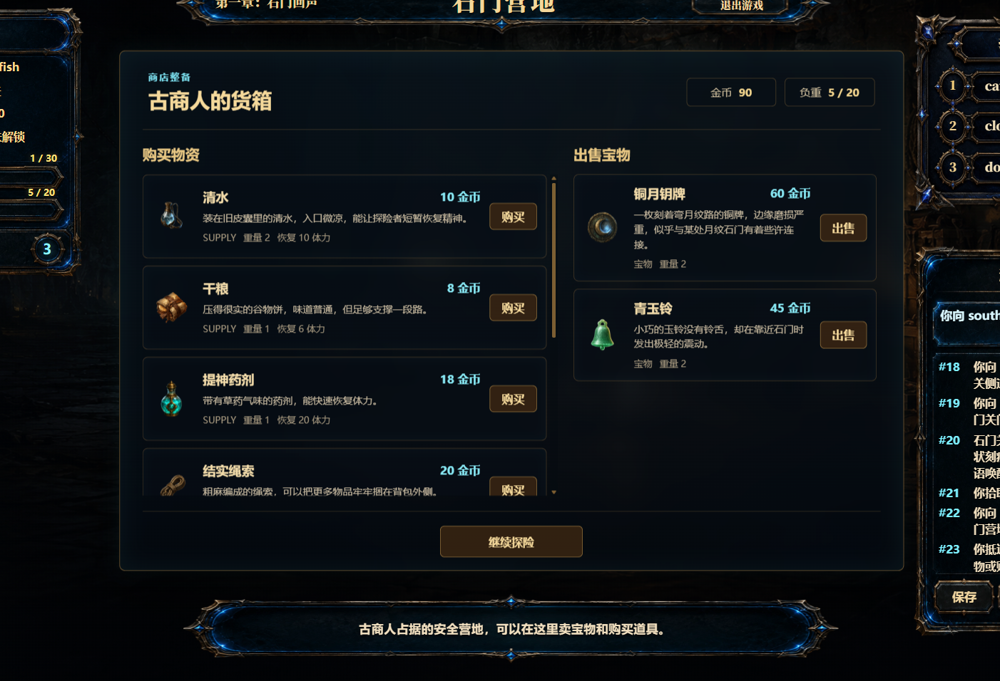 第一章：石门回声
石门营地
退出游戏
fish
0
解锁
1 / 30
5 / 20
3
商店整备
古商人的货箱
金币 90
负重 5 / 20
购买物资
清水
10 金币
装在旧皮囊里的清水，入口微凉，能让探险者短暂恢复精神。
SUPPLY 重量 2 恢复 10 体力
购买
干粮
8 金币
压得很实的谷物饼，味道普通，但足够支撑一段路。
SUPPLY 重量 1 恢复 6 体力
购买
提神药剂
18 金币
带有草药气味的药剂，能快速恢复体力。
SUPPLY 重量 1 恢复 20 体力
购买
结实绳索
20 金币
粗麻编成的绳索，可以把更多物品牢牢捆在背包外侧。
购买
出售宝物
铜月钥牌
60 金币
一枚刻着弯月纹路的铜牌，边缘磨损严
重，似乎与某处月纹石门有着些许连
接。
宝物 重量 2
出售
青玉铃
45 金币
小巧的玉铃没有铃舌，却在靠近石门时
发出极轻的震动。
宝物 重量 2
出售
继续探险
古商人占据的安全营地，可以在这里卖宝物和购买道具。
1 ca
2 clo
3 do
你向 south
#18 你向
关侧
#19 你向
门关
#20 石门
状刻
语唤
#21 你拾
#22 你向
门营
#23 你抵
物或
保存